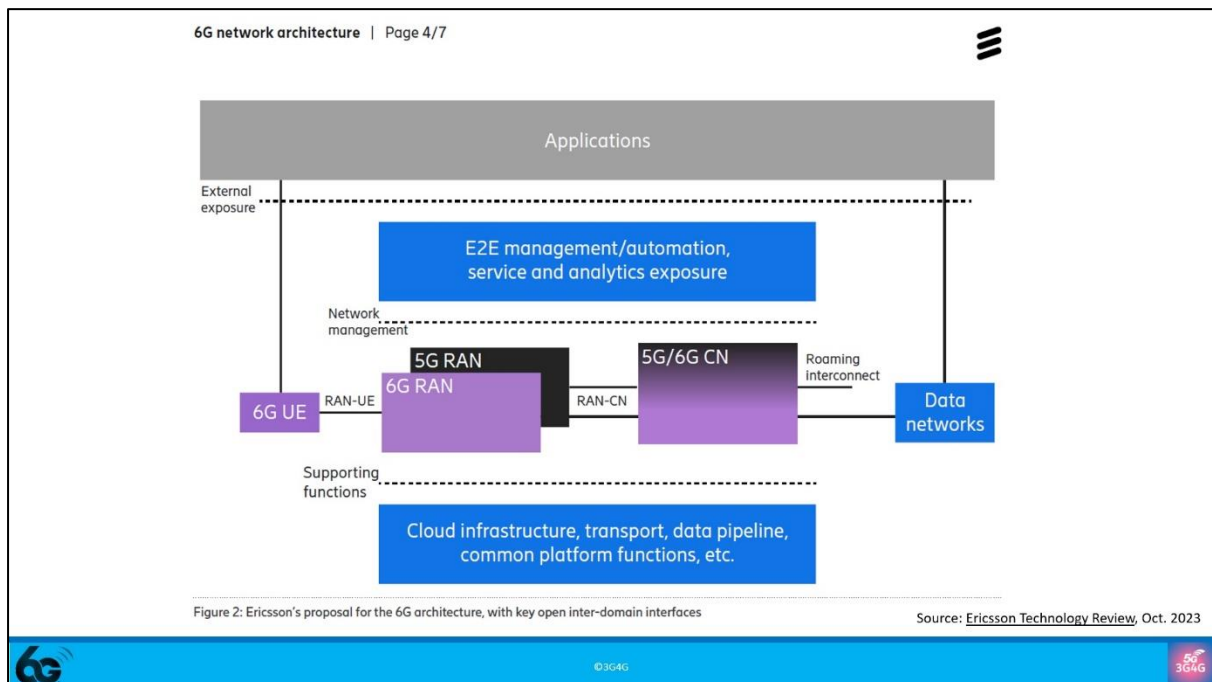 6G network architecture | Page 4/7
Applications
External
exposure
E2E management/automation,
service and analytics exposure
Network
management
5G RAN
5G/6G CN
6G RAN
Roaming
interconnect
6G UE
RAN-UE
RAN-CN
Data
networks
Supporting
functions
Cloud infrastructure, transport, data pipeline,
common platform functions, etc.
Figure 2: Ericsson's proposal for the 6G architecture, with key open inter-domain interfaces
Source: Ericsson Technology Review, Oct. 2023
6G
©3G4G
5G
3G4G